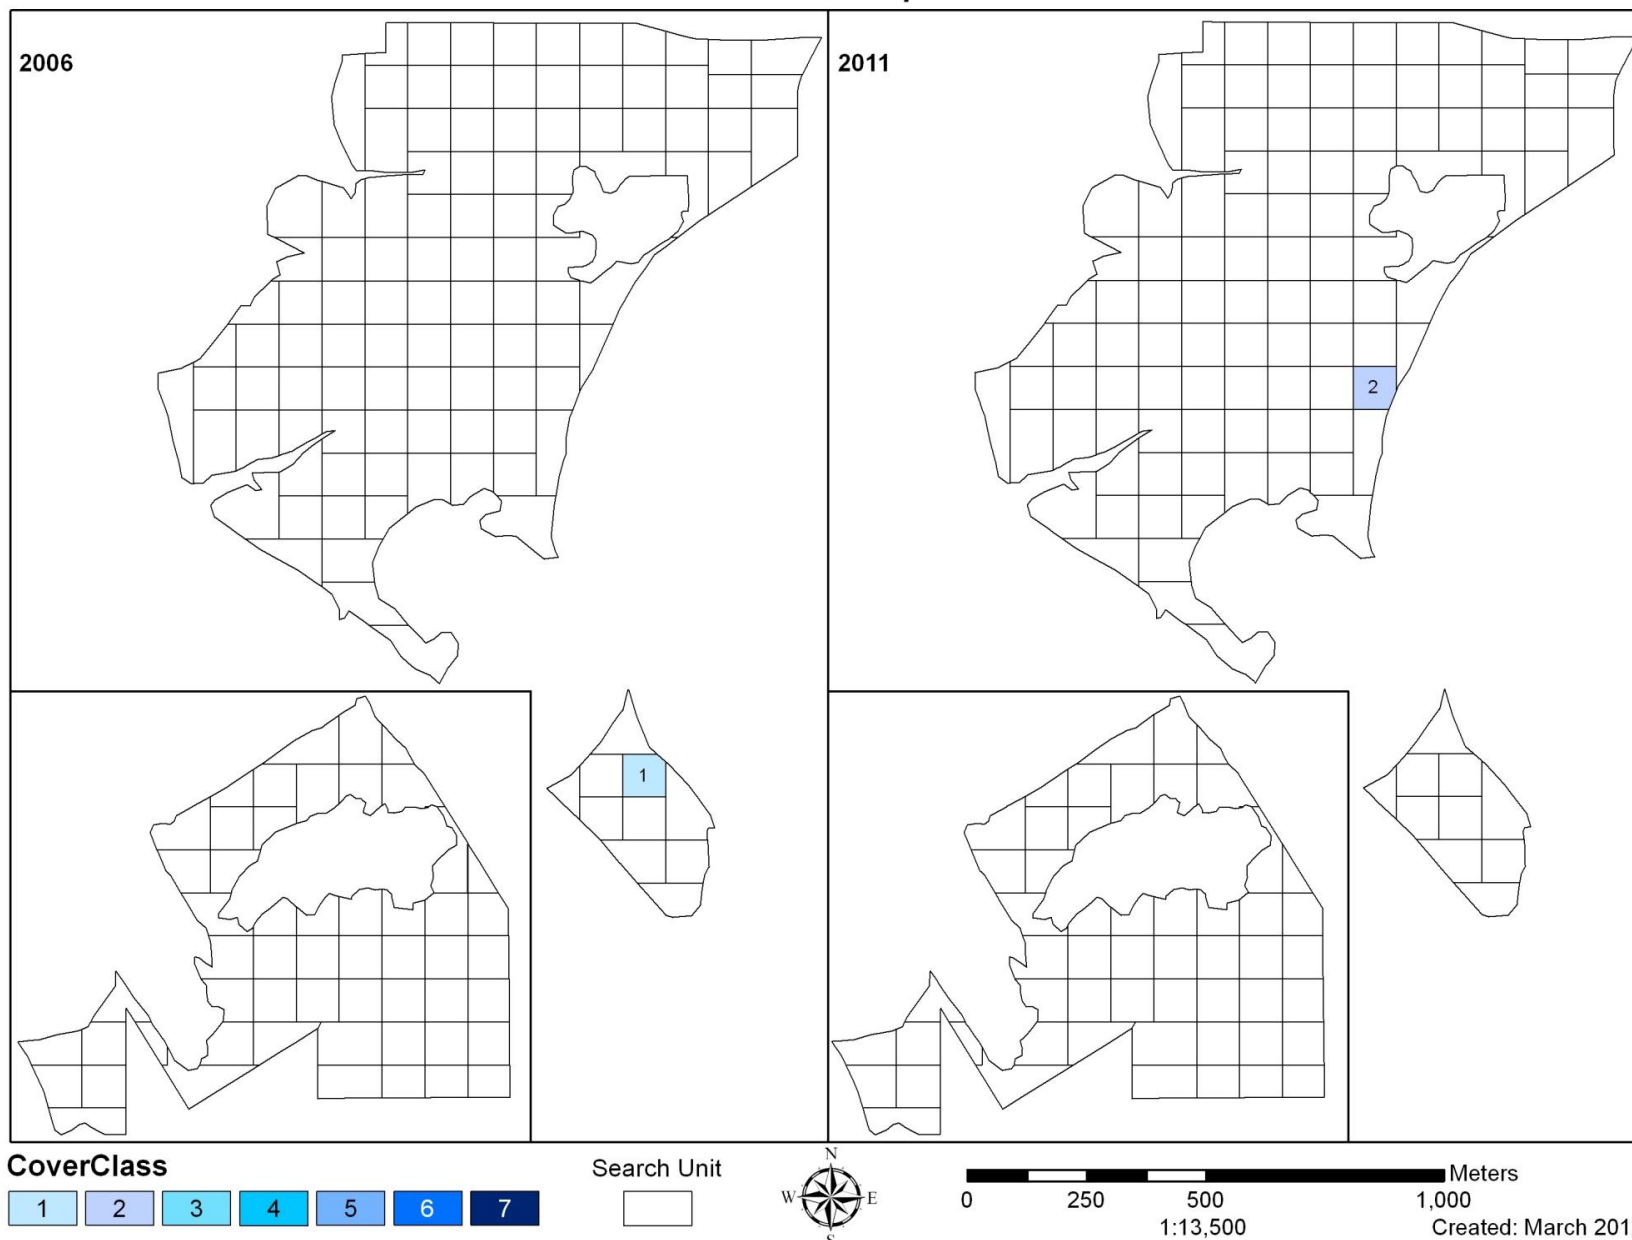 2006
2011
2
1
CoverClass
1 2 3 4 5 6 7
Search Unit
N
W E
S
Meters
0 250 500 1,000
1:13,500
Created: March